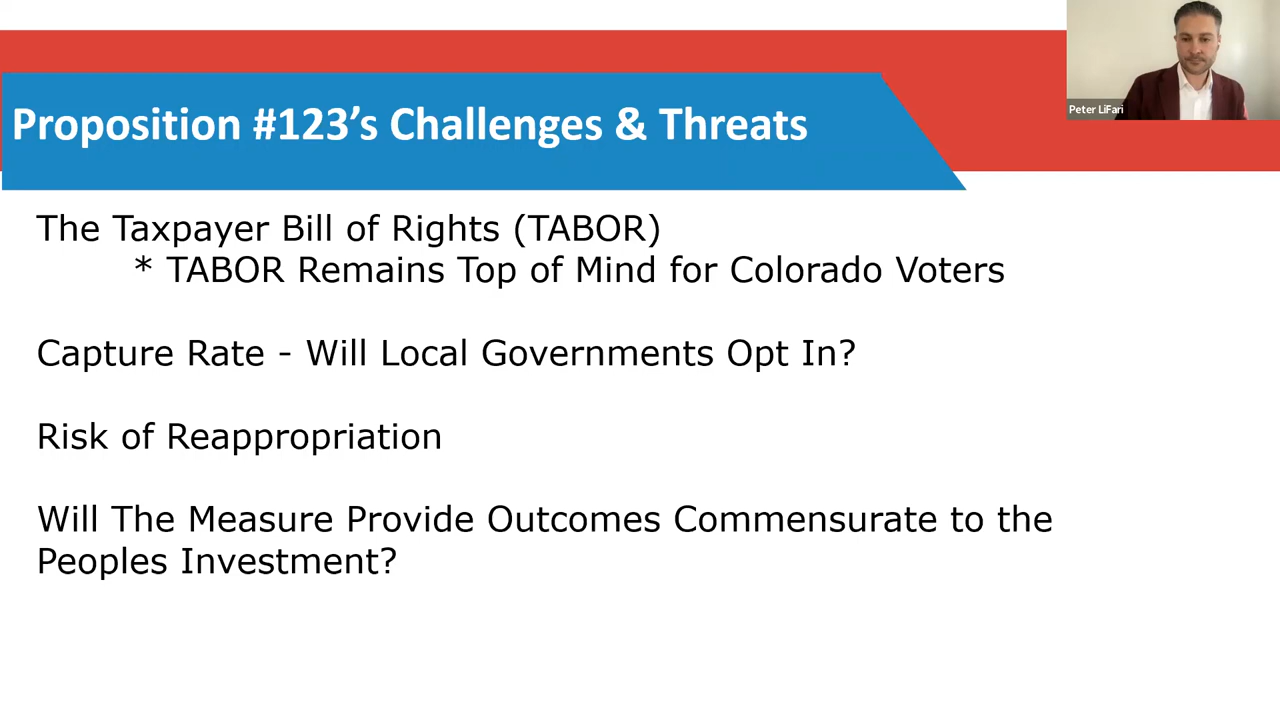 Proposition #123’s Challenges & Threats
Peter LiFari
The Taxpayer Bill of Rights (TABOR)
* TABOR Remains Top of Mind for Colorado Voters
Capture Rate - Will Local Governments Opt In?
Risk of Reappropriation
Will The Measure Provide Outcomes Commensurate to the
Peoples Investment?